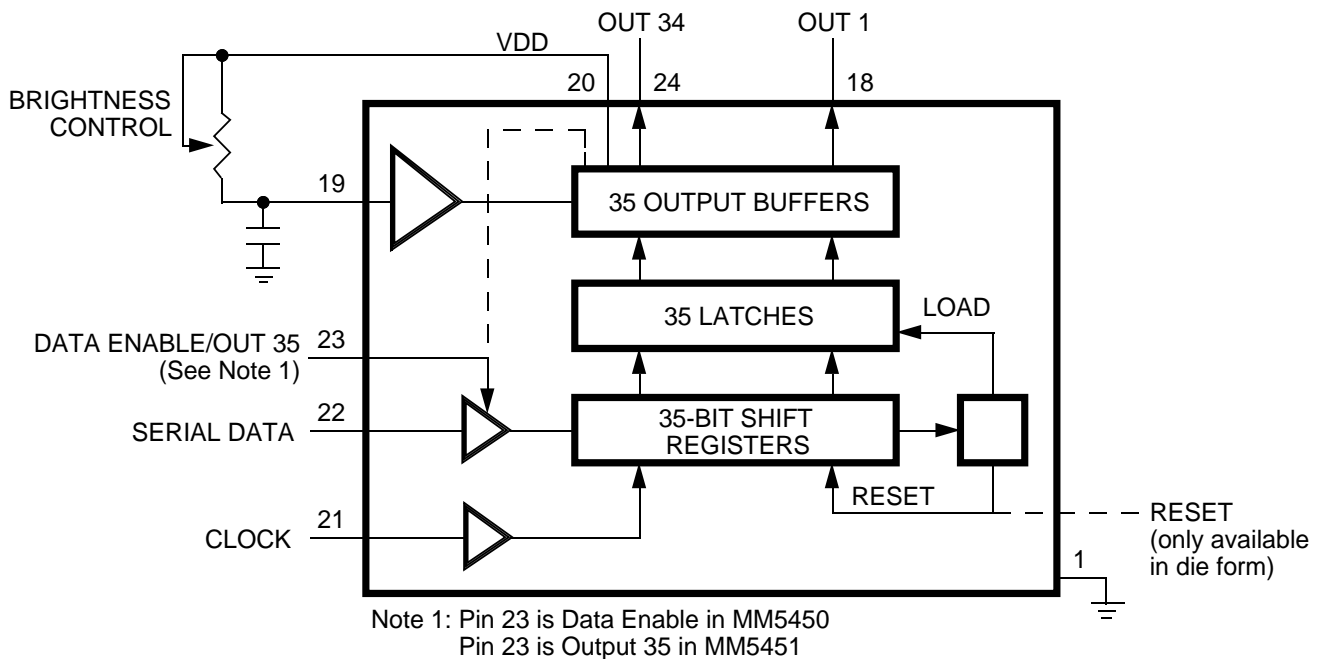 OUT 34
OUT 1
VDD
20
24
18
BRIGHTNESS
CONTROL
19
35 OUTPUT BUFFERS
35 LATCHES
LOAD
DATA ENABLE/OUT 35
(See Note 1)
23
SERIAL DATA
22
35-BIT SHIFT
REGISTERS
RESET
CLOCK
21
RESET
(only available
in die form)
1
Note 1: Pin 23 is Data Enable in MM5450
Pin 23 is Output 35 in MM5451